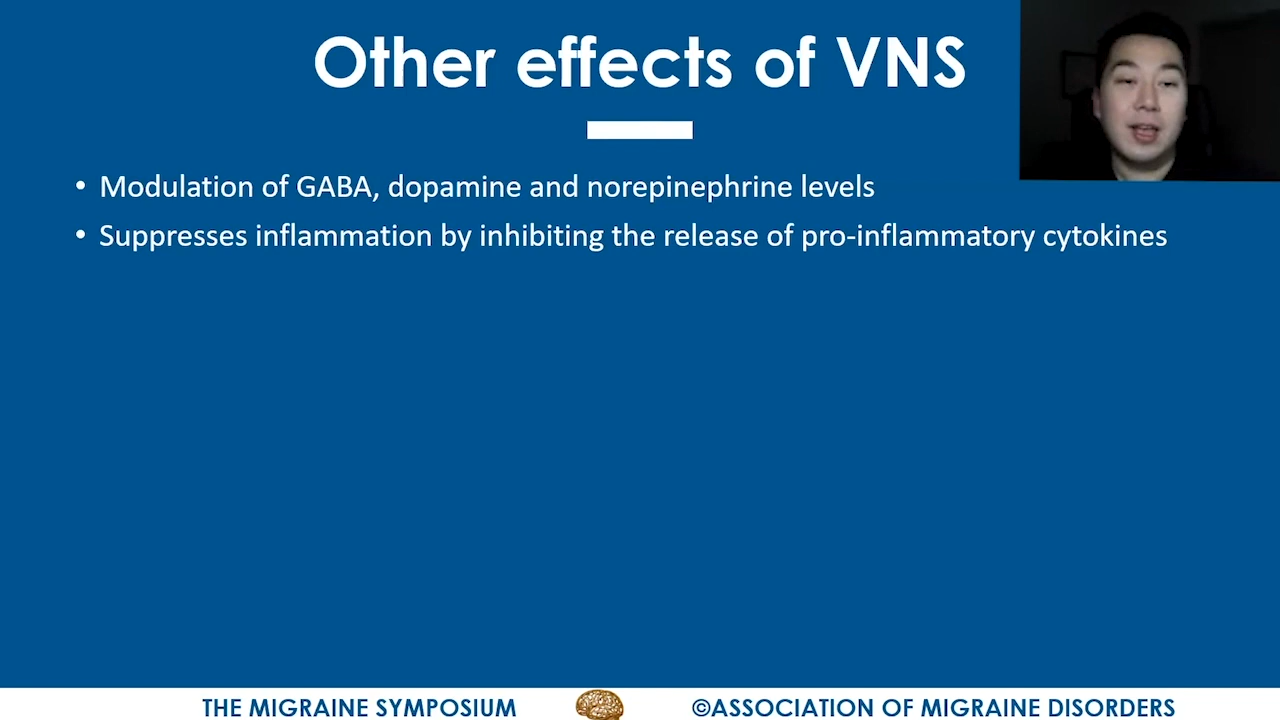 Other effects of VNS
• Modulation of GABA, dopamine and norepinephrine levels
• Suppresses inflammation by inhibiting the release of pro-inflammatory cytokines
THE MIGRAINE SYMPOSIUM
©ASSOCIATION OF MIGRAINE DISORDERS